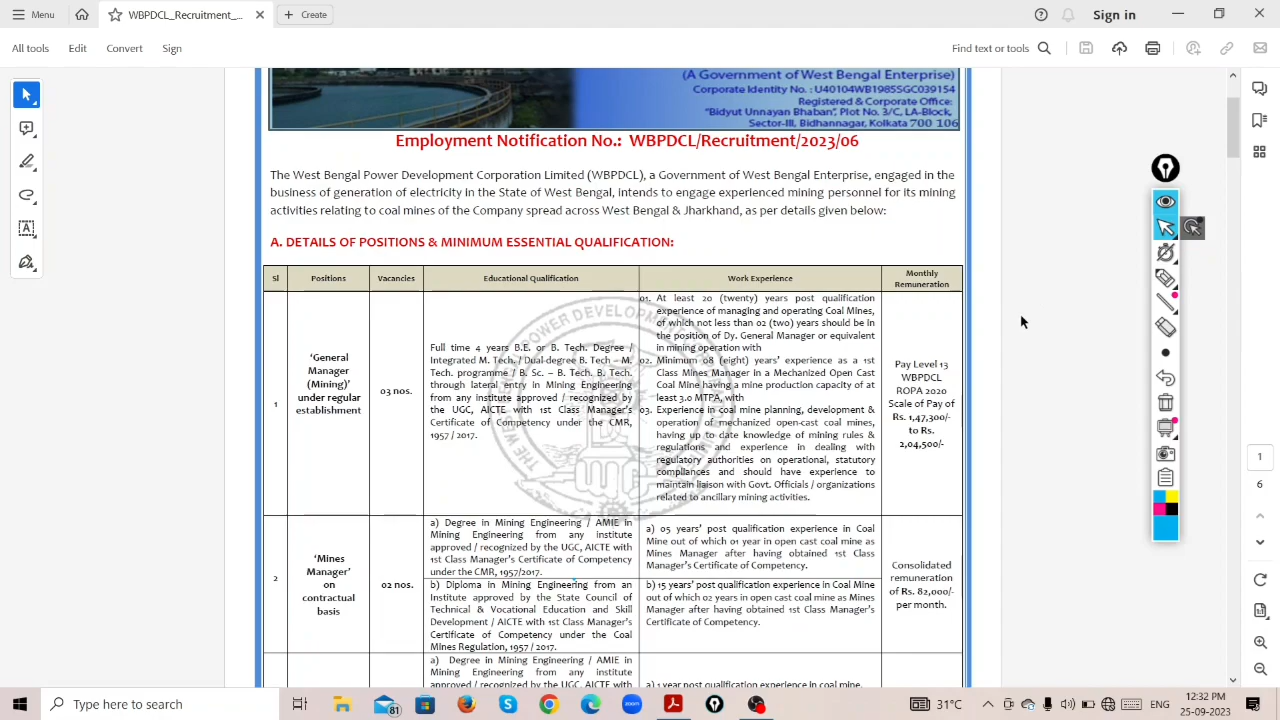 Menu
WBPDCL_Recruitment_...
Create
Sign in
All tools
Edit
Convert
Sign
Find text or tools
(A Government of West Bengal Enterprise)
Corporate Identity No. : U40104WB1985SGC039154
Registered & Corporate Office:
"Bidyut Unnayan Bhaban", Plot No. 3/C, LA-Block,
Sector-III, Bidhannagar, Kolkata 700 106
Employment Notification No.: WBPDCL/Recruitment/2023/06
The West Bengal Power Development Corporation Limited (WBPDCL), a Government of West Bengal Enterprise, engaged in the
business of generation of electricity in the State of West Bengal, intends to engage experienced mining personnel for its mining
activities relating to coal mines of the Company spread across West Bengal & Jharkhand, as per details given below:
A. DETAILS OF POSITIONS & MINIMUM ESSENTIAL QUALIFICATION:
Sl
Positions
Vacancies
Educational Qualification
Work Experience
Monthly
Remuneration
1
'General
Manager
(Mining)'
under regular
establishment
03 nos.
Full time 4 years B.E. or B. Tech. Degree /
Integrated M. Tech. / Dual-degree B. Tech – M.
Tech. programme / B. Sc. – B. Tech. B. Tech.
through lateral entry in Mining Engineering
from any institute approved / recognized by
the UGC, AICTE with 1st Class Manager's
Certificate of Competency under the CMR,
1957 / 2017.
01. At least 20 (twenty) years post qualification
experience of managing and operating Coal Mines,
of which not less than 02 (two) years should be in
the position of Dy. General Manager or equivalent
in mining operation with
02. Minimum 08 (eight) years' experience as a 1st
Class Mines Manager in a Mechanized Open Cast
Coal Mine having a mine production capacity of at
least 3.0 MTPA, with
03. Experience in coal mine planning, development &
operation of mechanized open-cast coal mines,
having up to date knowledge of mining rules &
regulations and experience in dealing with
regulatory authorities on operational, statutory
compliances and should have experience to
maintain liaison with Govt. Officials / organizations
related to ancillary mining activities.
Pay Level 13
WBPDCL
ROPA 2020
Scale of Pay of
Rs. 1,47,300/-
to Rs.
2,04,500/-
2
'Mines
Manager'
on
contractual
basis
02 nos.
a) Degree in Mining Engineering / AMIE in
Mining Engineering from any institute
approved / recognized by the UGC, AICTE with
1st Class Manager's Certificate of Competency
under the CMR, 1957/2017.
a) 05 years' post qualification experience in Coal
Mine out of which 01 year in open cast coal mine as
Mines Manager after having obtained 1st Class
Manager's Certificate of Competency.
b) Diploma in Mining Engineering from an
Institute approved by the State Council of
Technical & Vocational Education and Skill
Development / AICTE with 1st Class Manager's
Certificate of Competency under the Coal
Mines Regulation, 1957 / 2017.
b) 15 years' post qualification experience in Coal Mine
out of which 02 years in open cast coal mine as Mines
Manager after having obtained 1st Class Manager's
Certificate of Competency.
Consolidated
remuneration
of Rs. 82,000/-
per month.
a) Degree in Mining Engineering / AMIE in
Mining Engineering from any institute
approved / recognized by the UGC, AICTE with
a) 1 year post qualification experience in coal mine.
1
6
Type here to search
81
zoom
31°C
ENG
12:32 PM
25-09-2023